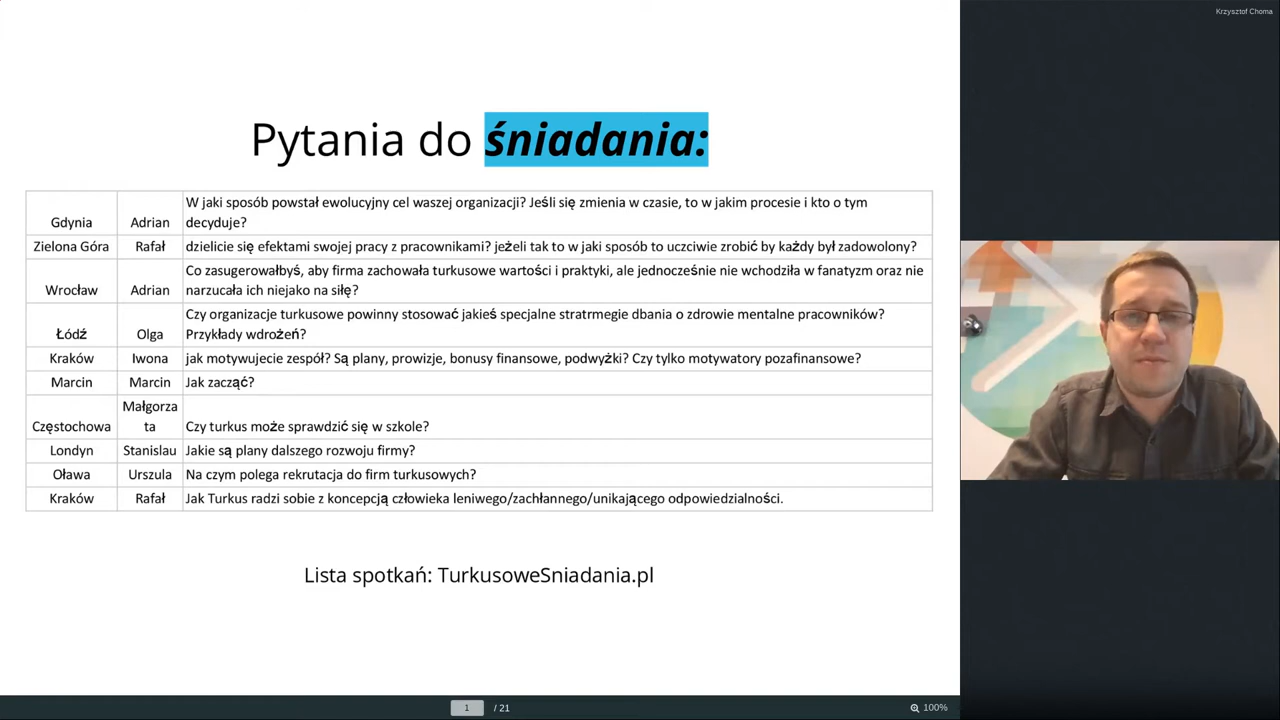 Krzysztof Choma
Pytania do śniadania:
Gdynia Adrian W jaki sposób powstał ewolucyjny cel waszej organizacji? Jeśli się zmienia w czasie, to w jakim procesie i kto o tym
decyduje?
Zielona Góra Rafał dzielicie się efektami swojej pracy z pracownikami? jeżeli tak to w jaki sposób to uczciwie zrobić by każdy był zadowolony?
Wrocław Adrian Co zasugerowałbyś, aby firma zachowała turkusowe wartości i praktyki, ale jednocześnie nie wchodziła w fanatyzm oraz nie
narzucała ich niejako na siłę?
Łódź Olga Czy organizacje turkusowe powinny stosować jakieś specjalne stratrmegie dbania o zdrowie mentalne pracowników?
Przykłady wdrożeń?
Kraków Iwona jak motywujecie zespół? Są plany, prowizje, bonusy finansowe, podwyżki? Czy tylko motywatory pozafinansowe?
Marcin Marcin Jak zacząć?
Częstochowa Małgorza
ta Czy turkus może sprawdzić się w szkole?
Londyn Stanislau Jakie są plany dalszego rozwoju firmy?
Oława Urszula Na czym polega rekrutacja do firm turkusowych?
Kraków Rafał Jak Turkus radzi sobie z koncepcją człowieka leniwego/zachłannego/unikającego odpowiedzialności.
Lista spotkań: TurkusoweSniadania.pl
1 / 21
100%